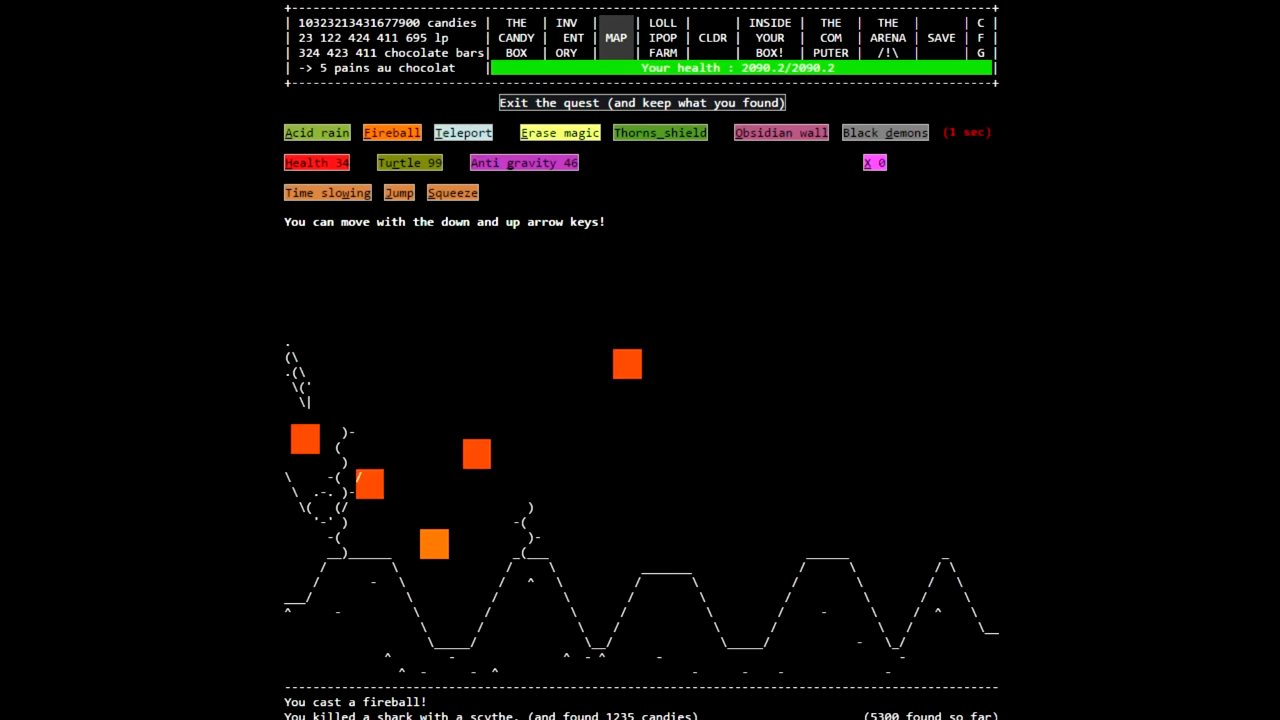 10323213431677900 candies | THE | INV | | LOLL | | INSIDE | THE | THE | | C
23 122 424 411 695 lp | CANDY | ENT | MAP | IPOP | CLDR | YOUR | COM | ARENA | SAVE | F
324 423 411 chocolate bars | BOX | ORY | | FARM | | BOX! | PUTER | /!\ | | G
-> 5 pains au chocolat | Your health : 2090.2/2090.2
Exit the quest (and keep what you found)
Acid rain Fireball Teleport Erase magic Thorns_shield Obsidian wall Black demons (1 sec)
Health 34 Turtle 99 Anti gravity 46 X 0
Time slowing Jump Squeeze
You can move with the down and up arrow keys!
You cast a fireball!
You killed a shark with a scythe. (and found 1235 candies) (5300 found so far)